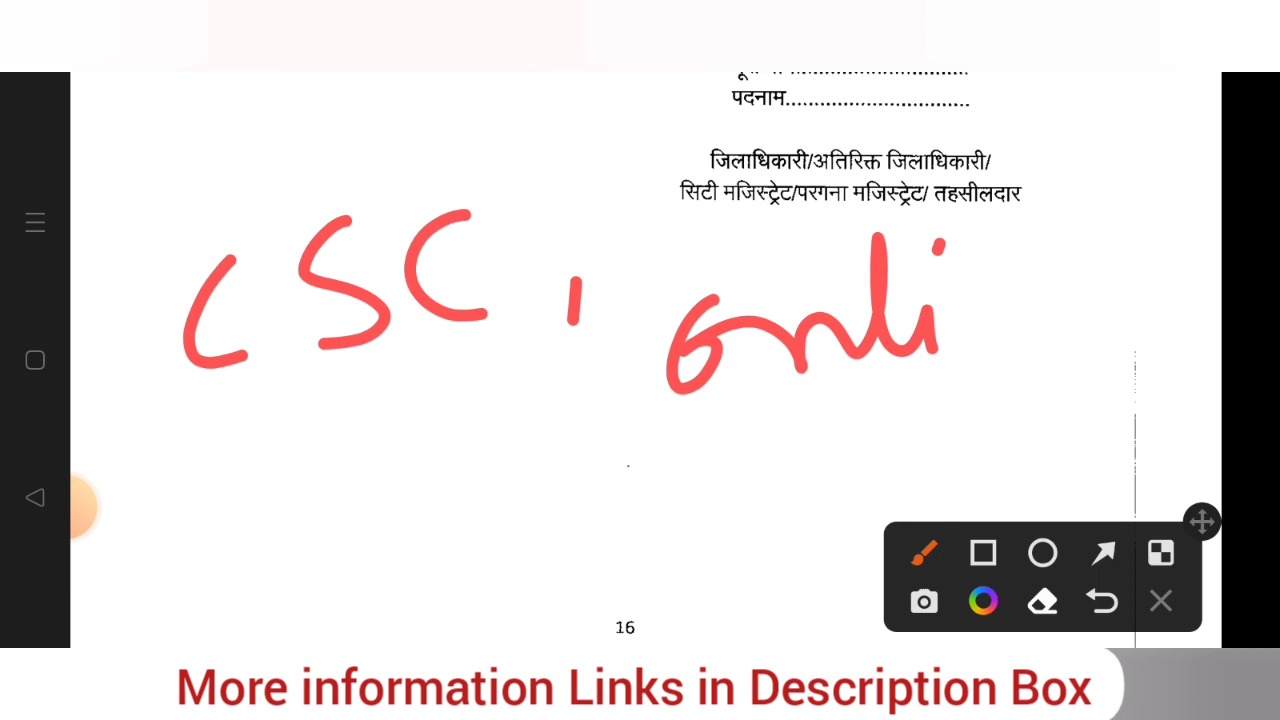 पदनाम................................
जिलाधिकारी/अतिरिक्त जिलाधिकारी/
सिटी मजिस्ट्रेट/परगना मजिस्ट्रेट/ तहसीलदार
CSC, onli
16
More information Links in Description Box